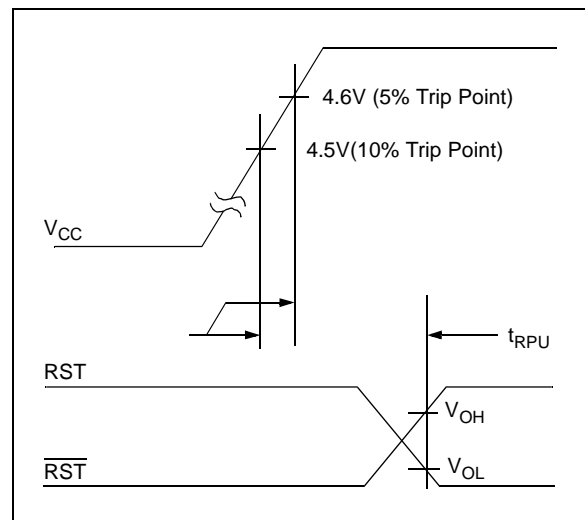 4.6V (5% Trip Point)
4.5V(10% Trip Point)
VCC
tRPU
RST
VOH
RST
VOL